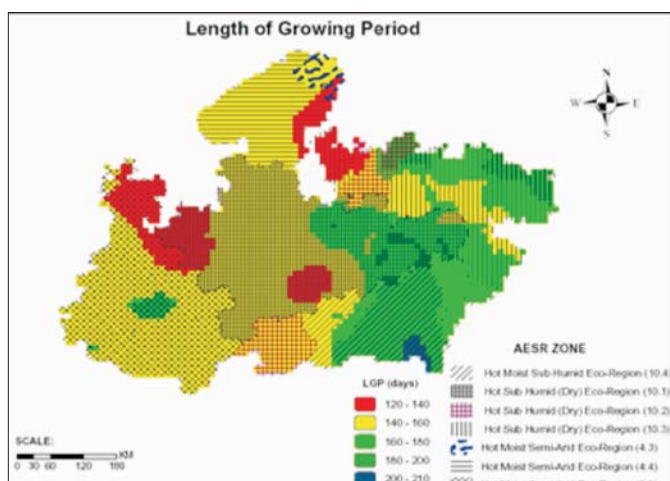 Length of Growing Period
N
W E
S
AESR ZONE
Hot Moist Sub Humid Eco-Region (10.4)
Hot Sub Humid (Dry) Eco-Region (10.1)
Hot Sub Humid (Dry) Eco-Region (10.2)
Hot Sub Humid (Dry) Eco-Region (10.3)
Hot Moist Semi-Arid Eco-Region (4.3)
Hot Moist Semi-Arid Eco-Region (4.4)
LGP (days)
120 - 140
140 - 160
160 - 180
180 - 200
200 - 210
SCALE:
KM
0 30 60 120 180